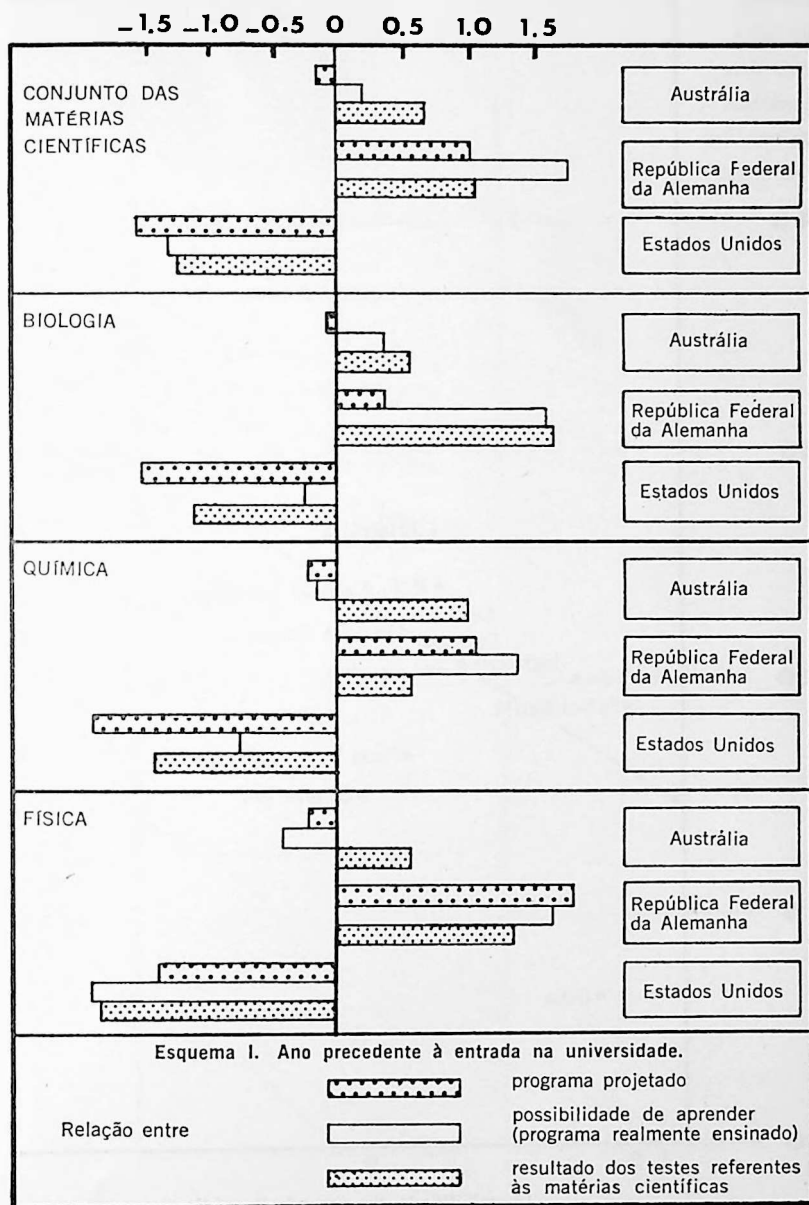 –1.5 –1.0 –0.5 0 0.5 1.0 1.5
CONJUNTO DAS
MATÉRIAS
CIENTÍFICAS
Austrália
República Federal
da Alemanha
Estados Unidos
BIOLOGIA
Austrália
República Federal
da Alemanha
Estados Unidos
QUÍMICA
Austrália
República Federal
da Alemanha
Estados Unidos
FÍSICA
Austrália
República Federal
da Alemanha
Estados Unidos
Esquema I. Ano precedente à entrada na universidade.
Relação entre
programa projetado
possibilidade de aprender
(programa realmente ensinado)
resultado dos testes referentes
às matérias científicas